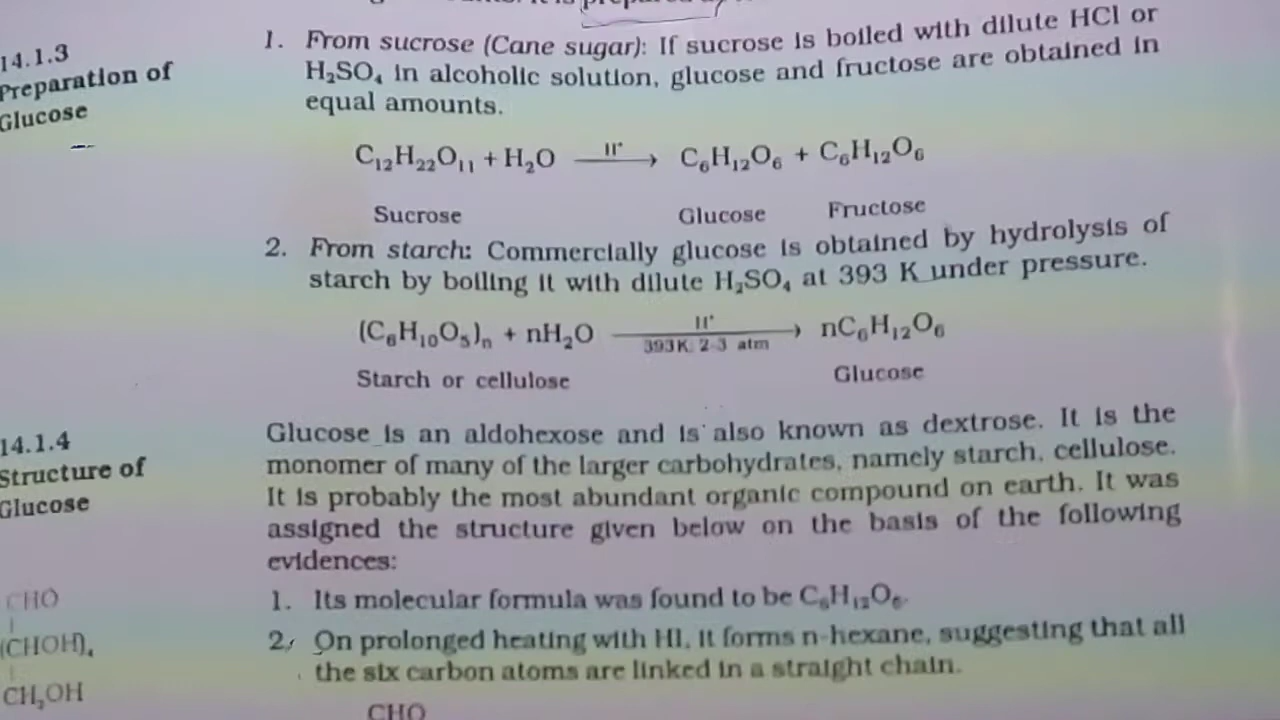 14.1.3
Preparation of
Glucose
1. From sucrose (Cane sugar): If sucrose is boiled with dilute HCl or
H₂SO₄ in alcoholic solution, glucose and fructose are obtained in
equal amounts.
C₁₂H₂₂O₁₁ + H₂O ⟶ C₆H₁₂O₆ + C₆H₁₂O₆
H⁺
Sucrose Glucose Fructose
2. From starch: Commercially glucose is obtained by hydrolysis of
starch by boiling it with dilute H₂SO₄ at 393 K under pressure.
(C₆H₁₀O₅)ₙ + nH₂O ⟶ nC₆H₁₂O₆
H⁺
393K; 2-3 atm
Starch or cellulose Glucose
14.1.4
Structure of
Glucose
Glucose is an aldohexose and is also known as dextrose. It is the
monomer of many of the larger carbohydrates, namely starch, cellulose.
It is probably the most abundant organic compound on earth. It was
assigned the structure given below on the basis of the following
evidences:
1. Its molecular formula was found to be C₆H₁₂O₆.
2. On prolonged heating with HI, it forms n-hexane, suggesting that all
the six carbon atoms are linked in a straight chain.
CHO
(CHOH)₄
CH₂OH
CHO